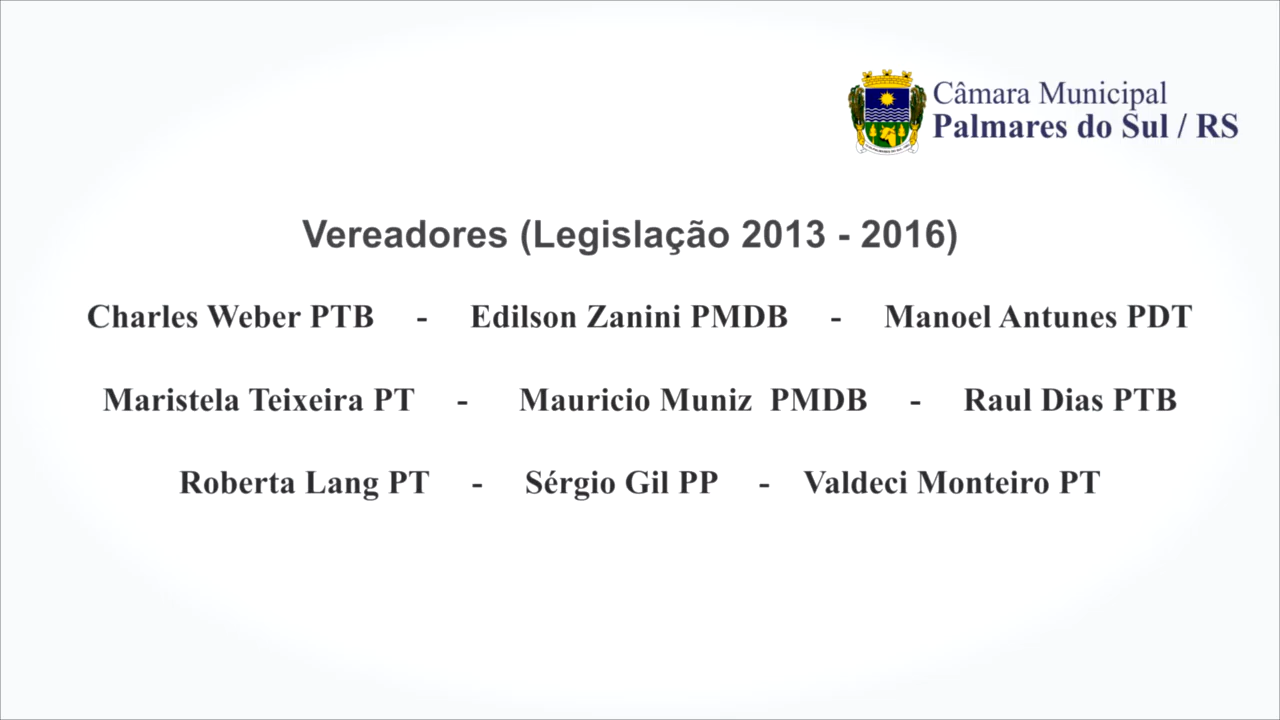 Câmara Municipal
Palmares do Sul / RS
Vereadores (Legislação 2013 - 2016)
Charles Weber PTB - Edilson Zanini PMDB - Manoel Antunes PDT
Maristela Teixeira PT - Mauricio Muniz PMDB - Raul Dias PTB
Roberta Lang PT - Sérgio Gil PP - Valdeci Monteiro PT